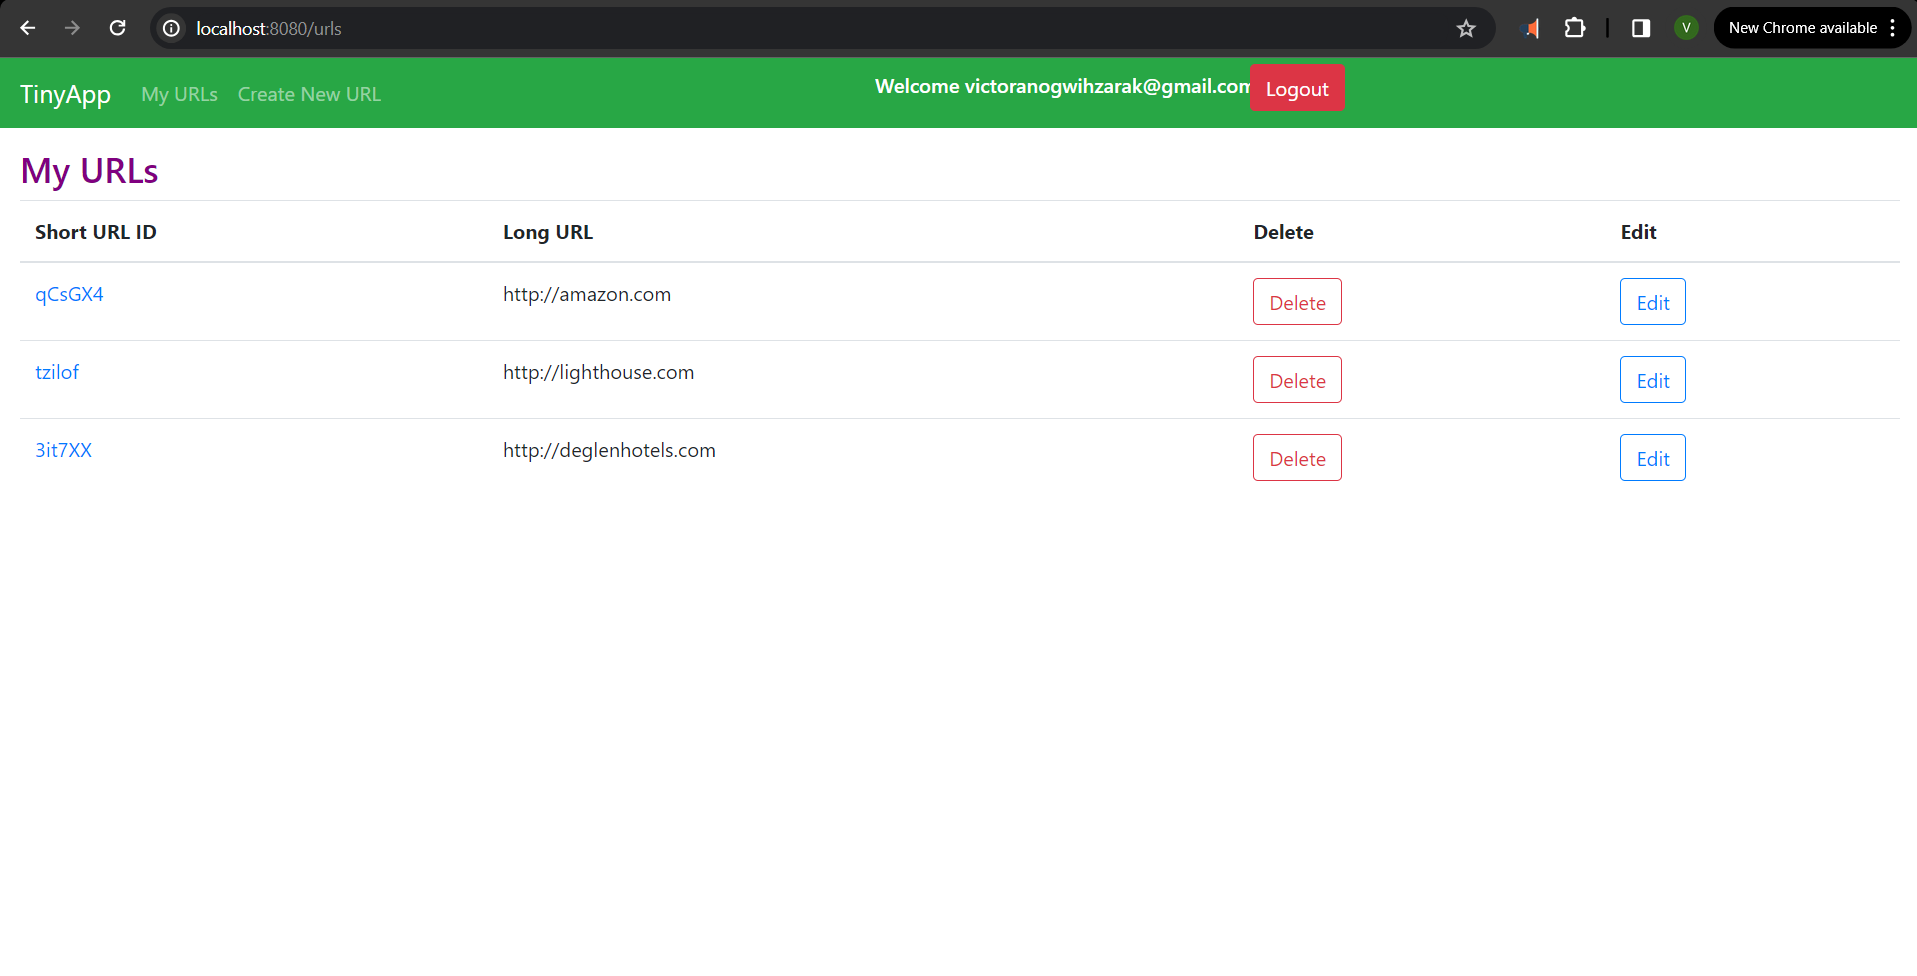 localhost:8080/urls
V
New Chrome available
TinyApp My URLs Create New URL Welcome victoranogwihzarak@gmail.com Logout
My URLs
Short URL ID Long URL Delete Edit
qCsGX4 http://amazon.com Delete Edit
tzilof http://lighthouse.com Delete Edit
3it7XX http://deglenhotels.com Delete Edit